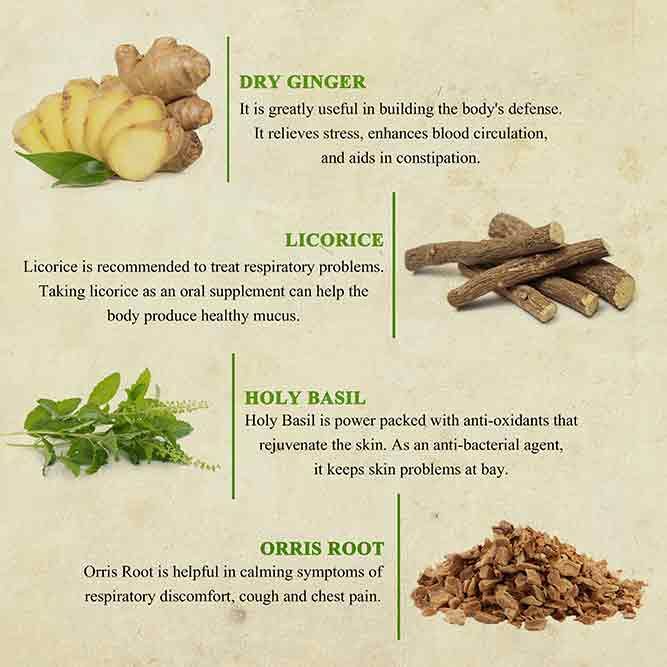 DRY GINGER
It is greatly useful in building the body's defense.
It relieves stress, enhances blood circulation,
and aids in constipation.
LICORICE
Licorice is recommended to treat respiratory problems.
Taking licorice as an oral supplement can help the
body produce healthy mucus.
HOLY BASIL
Holy Basil is power packed with anti-oxidants that
rejuvenate the skin. As an anti-bacterial agent,
it keeps skin problems at bay.
ORRIS ROOT
Orris Root is helpful in calming symptoms of
respiratory discomfort, cough and chest pain.